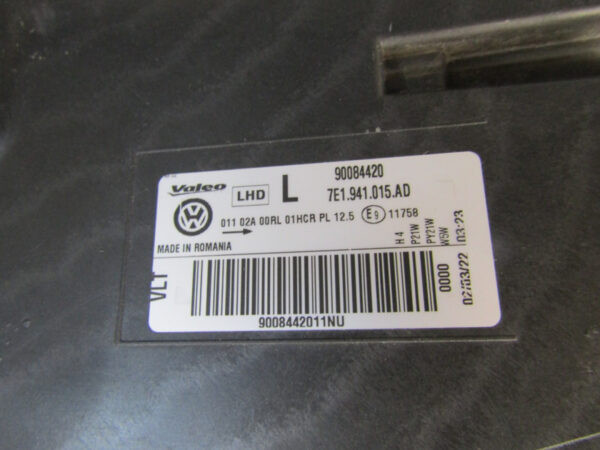 90084420
Valeo LHD L 7E1.941.015.AD
011 02A 00RL 01HCR PL 12.5 E9 11758
MADE IN ROMANIA
H4
P21W
PY21W
W5W
03:23
VLT
0000
02/03/22
9008442011NU